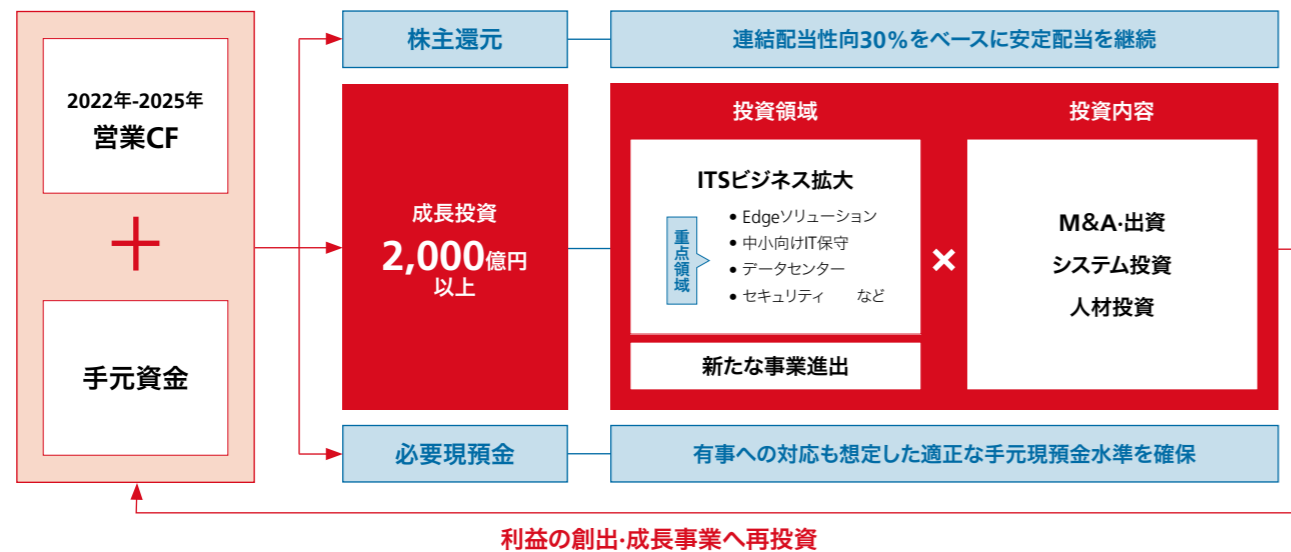 2022年-2025年
営業CF
＋
手元資金
株主還元
連結配当性向30%をベースに安定配当を継続
成長投資
2,000億円
以上
投資領域
ITSビジネス拡大
重点領域
• Edgeソリューション
• 中小向けIT保守
• データセンター
• セキュリティ など
新たな事業進出
×
投資内容
M&A・出資
システム投資
人材投資
必要現預金
有事への対応も想定した適正な手元現預金水準を確保
利益の創出・成長事業へ再投資